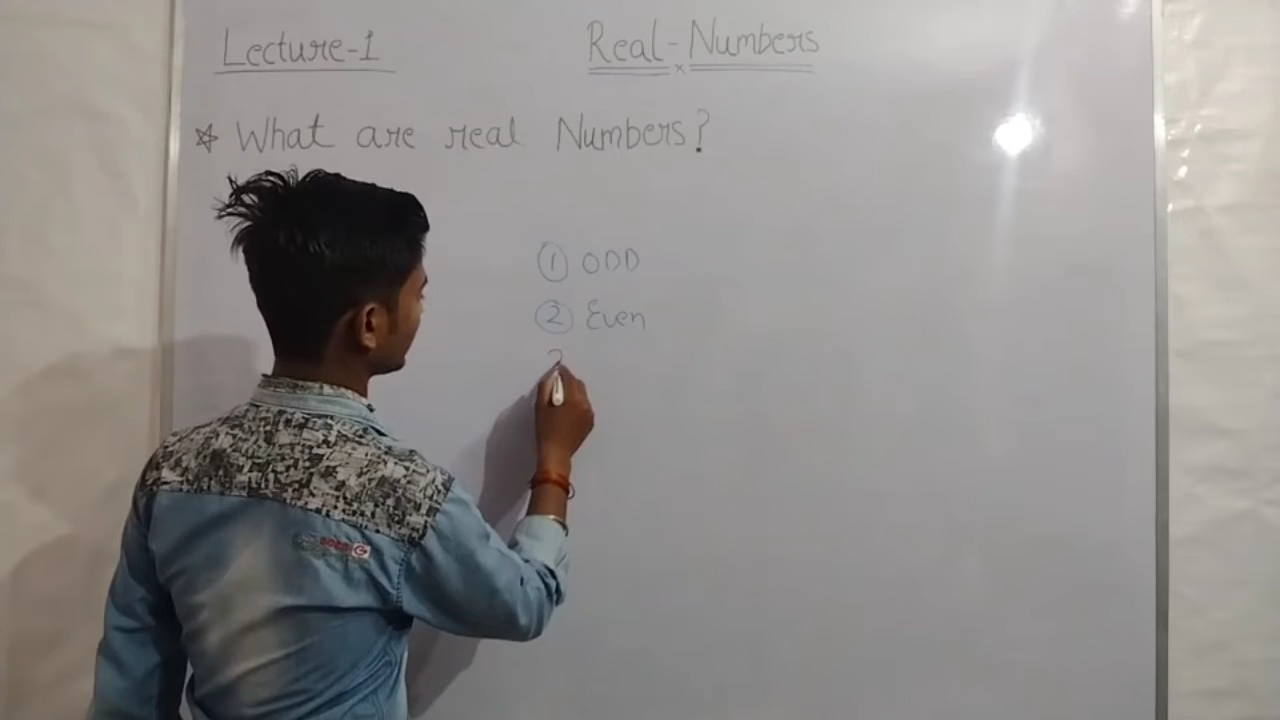 Lecture-1 Real-Numbers
☆ What are real Numbers?
① ODD
② Even